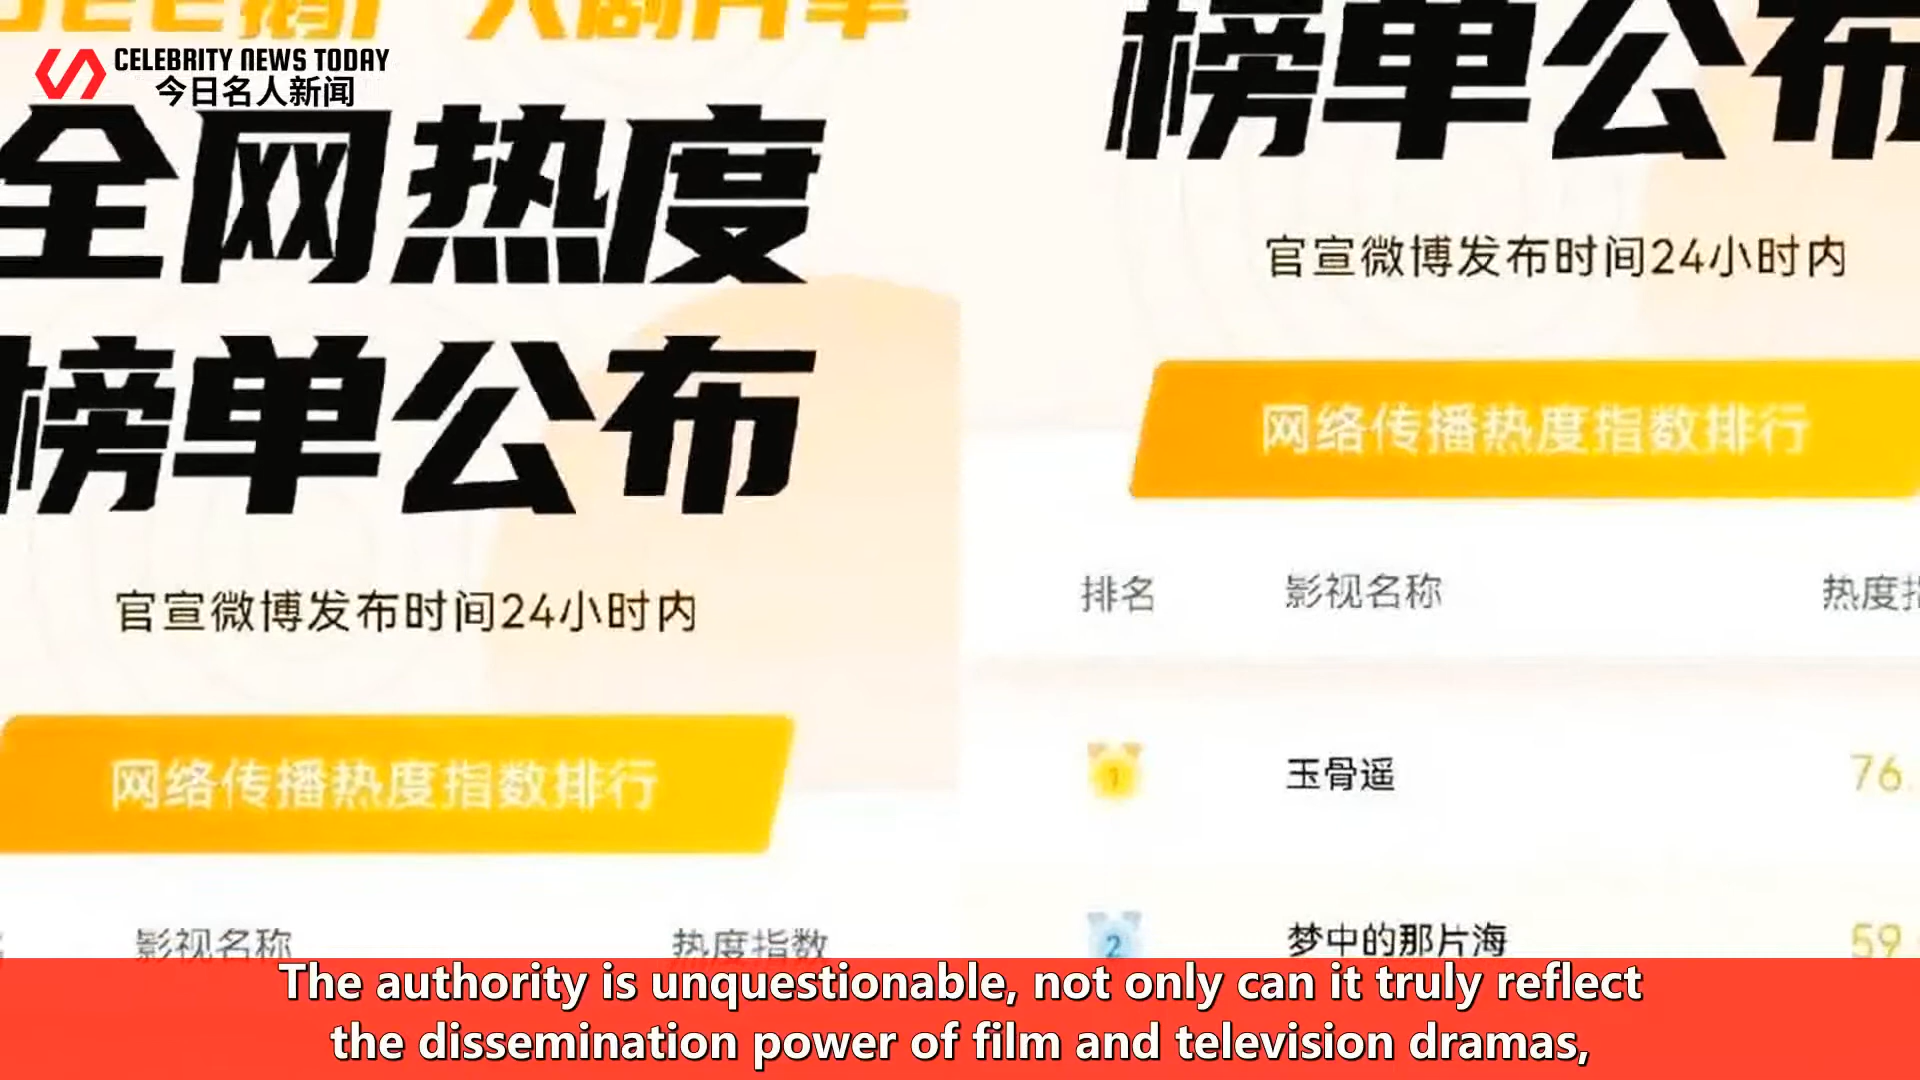 CELEBRITY NEWS TODAY
今日名人新闻
全网热度
榜单公布
官宣微博发布时间24小时内
网络传播热度指数排行
影视名称 热度指数
榜单公布
官宣微博发布时间24小时内
网络传播热度指数排行
排名 影视名称 热度指
1 玉骨遥 76.
2 梦中的那片海 59
The authority is unquestionable, not only can it truly reflect
the dissemination power of film and television dramas,